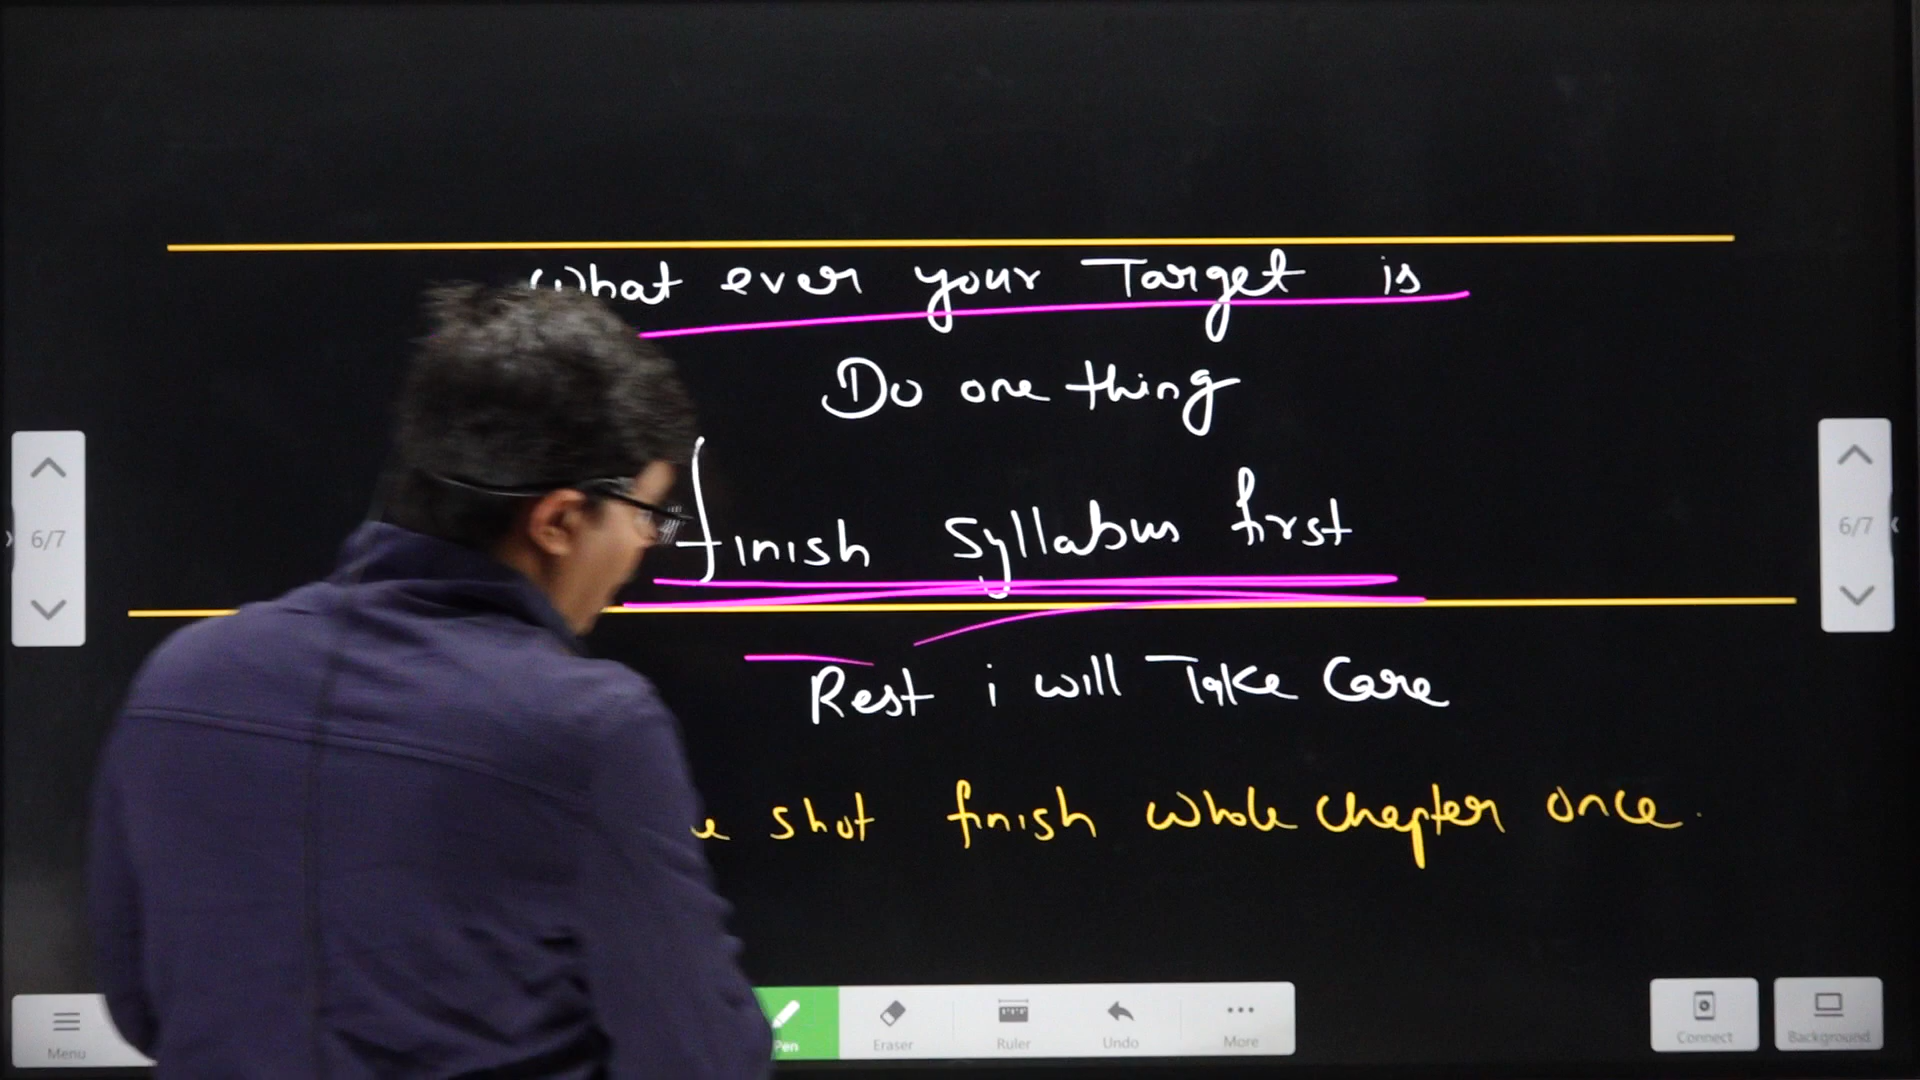 What ever your Target is
Do one thing
finish syllabus first
Rest i will Take Care
shot finish whole chapter once.
6/7
6/7
Menu
Pen
Eraser
Ruler
Undo
More
Connect
Background